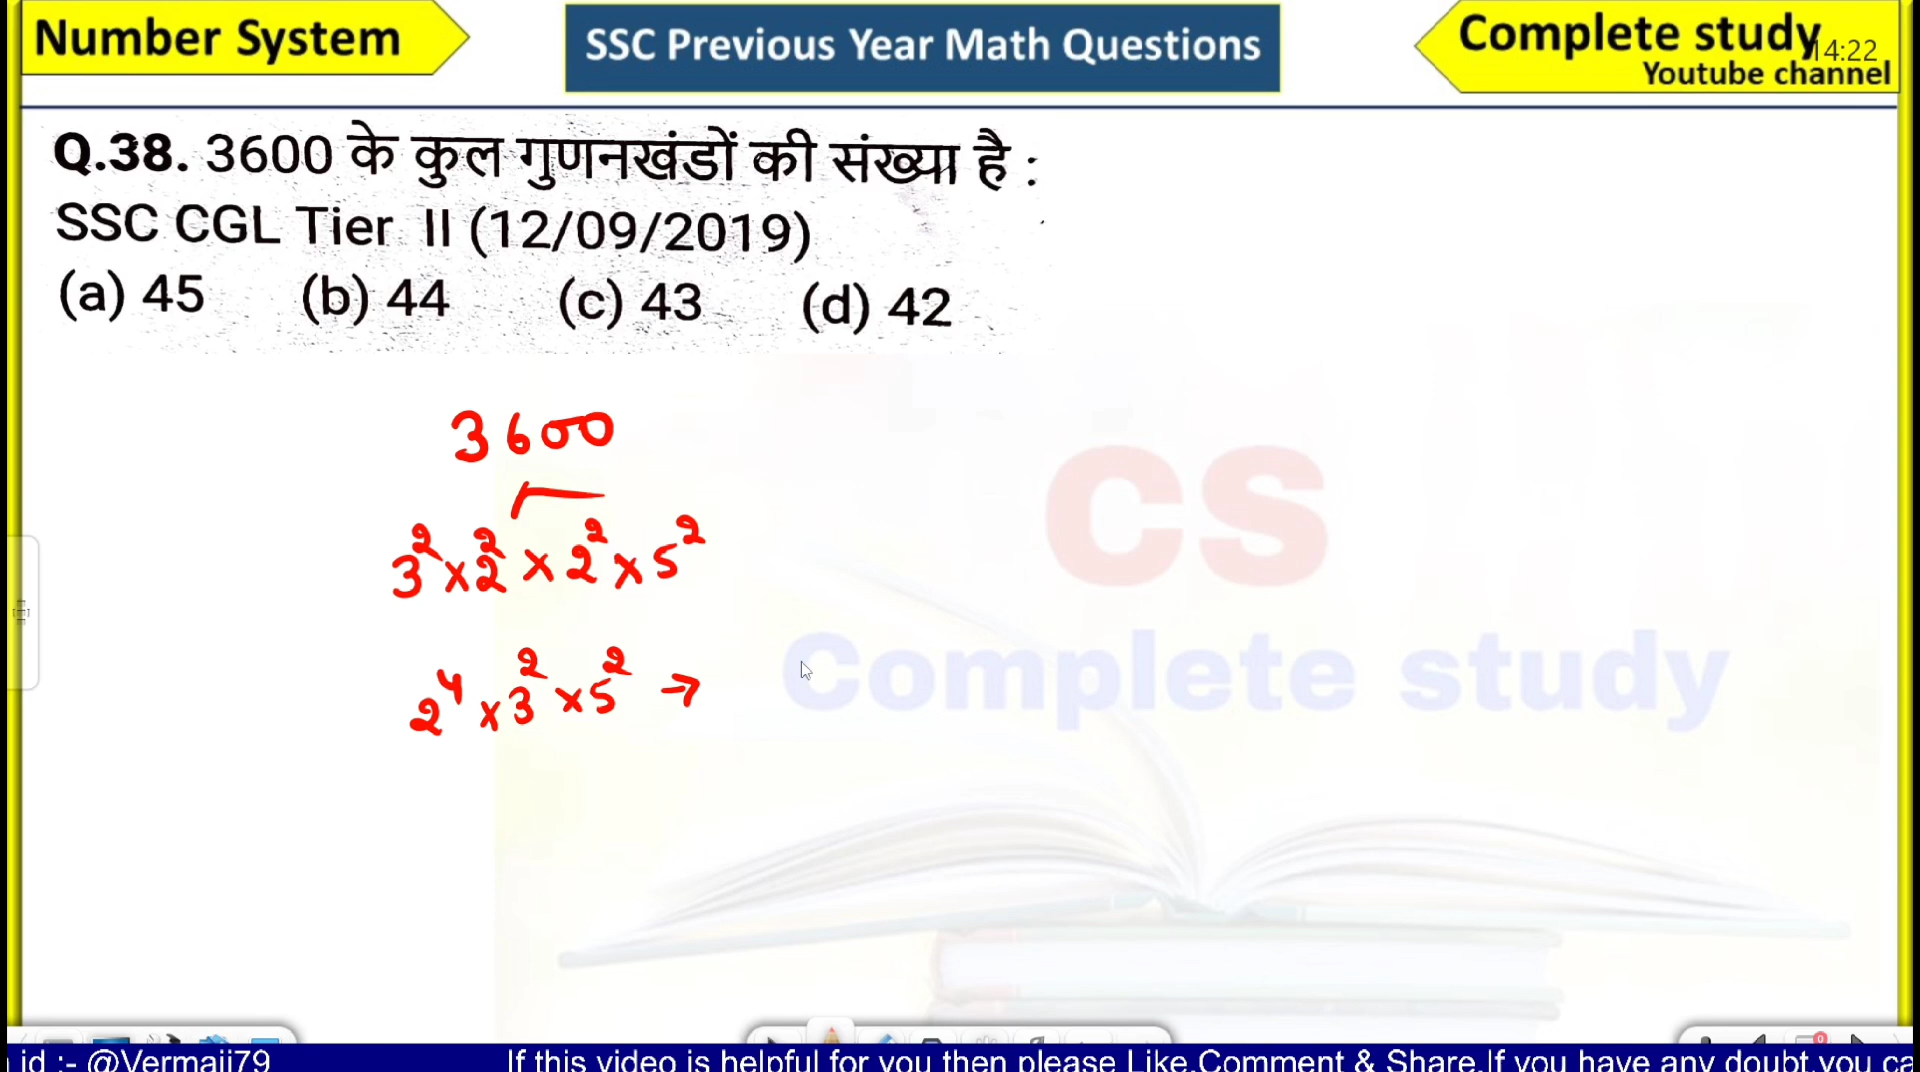 Number System
SSC Previous Year Math Questions
Complete study
14:22
Youtube channel
Q.38. 3600 के कुल गुणनखंडों की संख्या है :
SSC CGL Tier II (12/09/2019)
(a) 45 (b) 44 (c) 43 (d) 42
3600
3² × 2² × 2² × 5²
2⁴ × 3² × 5² →
CS
Complete study
id :- @Vermaji79 If this video is helpful for you then please Like,Comment & Share.If you have any doubt,you ca